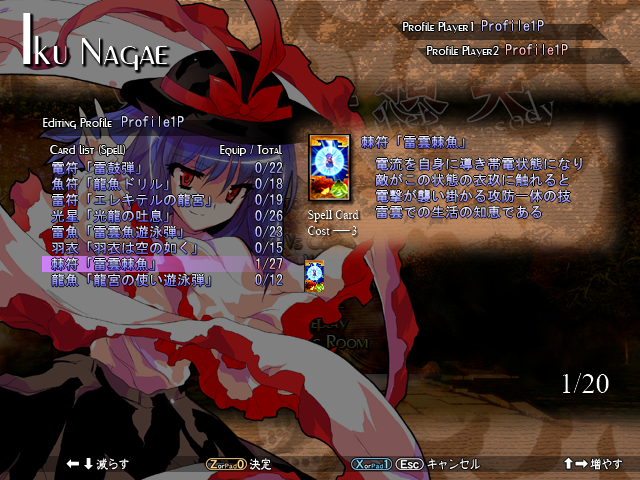 Iku Nagae
Profile Player1 Profile1P
Profile Player2 Profile1P
Editing Profile Profile1P
Card list (Spell) Equip / Total
電符「雷鼓弾」 0/22
魚符「龍魚ドリル」 0/18
雷符「エレキテルの龍宮」 0/19
光星「光龍の吐息」 0/26
雷魚「雷雲魚遊泳弾」 0/23
羽衣「羽衣は空の如く」 0/15
棘符「雷雲棘魚」 1/27
龍魚「龍宮の使い遊泳弾」 0/12
棘符「雷雲棘魚」
電流を自身に導き帯電状態になり
敵がこの状態の衣玖に触れると
電撃が襲い掛かる攻防一体の技
雷雲での生活の知恵である
Spell Card
Cost ― 3
Room
1/20
←↓減らす
Z or Pad0 決定
X or Pad1 Esc キャンセル
↑→増やす